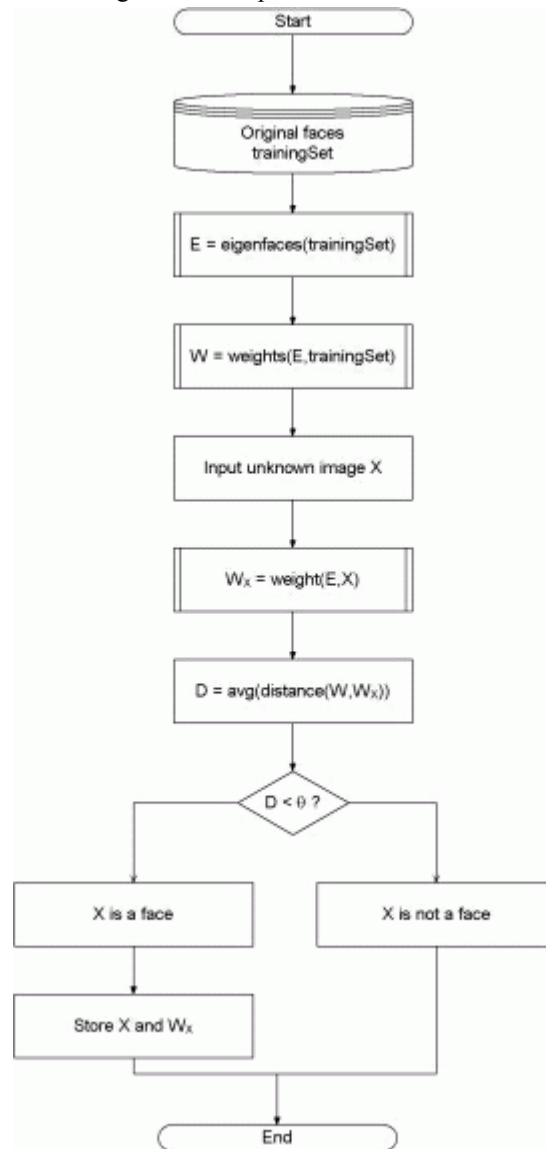 Start
Original faces
trainingSet
E = eigenfaces(trainingSet)
W = weights(E,trainingSet)
Input unknown image X
Wₓ = weight(E,X)
D = avg(distance(W,Wₓ))
D < θ ?
X is a face
X is not a face
Store X and Wₓ
End